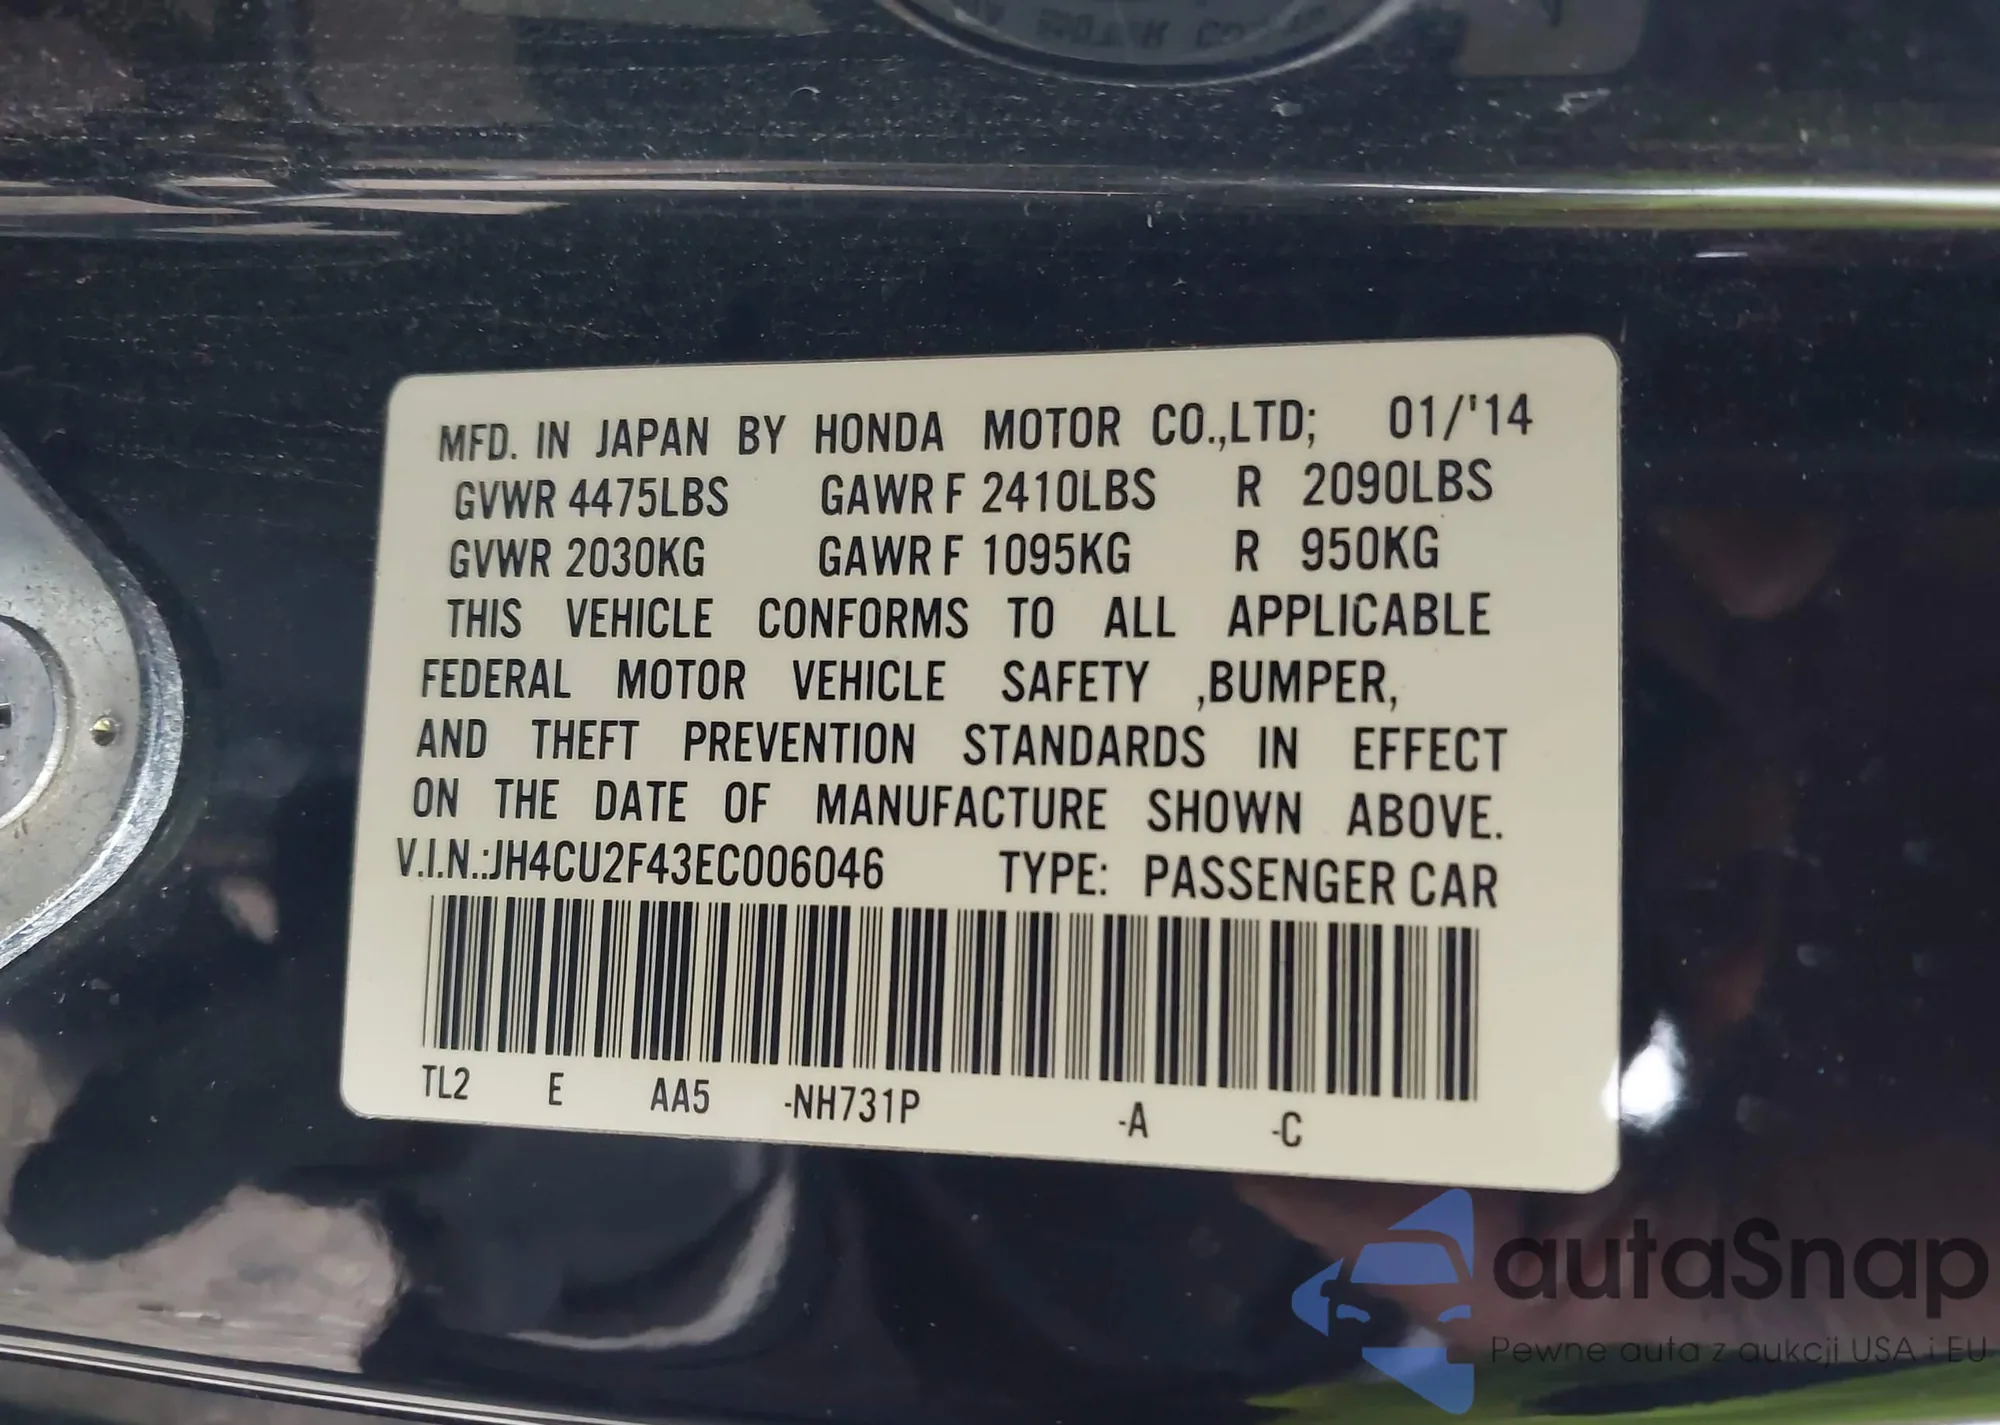 MFD. IN JAPAN BY HONDA MOTOR CO.,LTD; 01/'14
GVWR 4475LBS GAWR F 2410LBS R 2090LBS
GVWR 2030KG GAWR F 1095KG R 950KG
THIS VEHICLE CONFORMS TO ALL APPLICABLE
FEDERAL MOTOR VEHICLE SAFETY ,BUMPER,
AND THEFT PREVENTION STANDARDS IN EFFECT
ON THE DATE OF MANUFACTURE SHOWN ABOVE.
V.I.N.:JH4CU2F43EC006046 TYPE: PASSENGER CAR
TL2 E AA5 -NH731P -A -C
autaSnap
Pewne auta z aukcji USA i EU